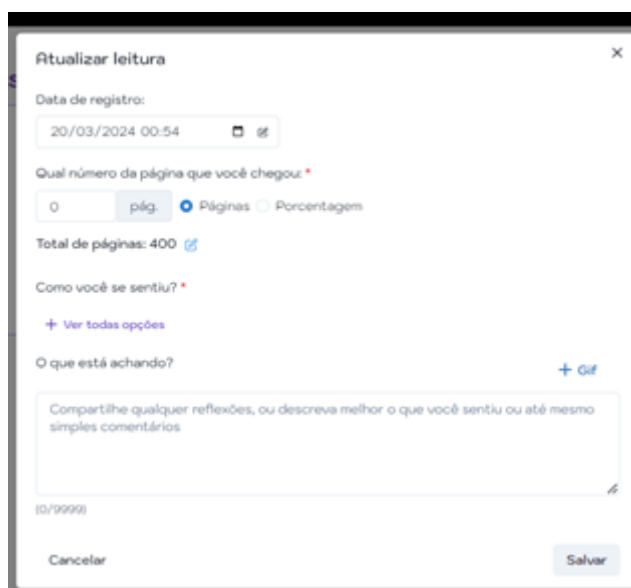 Atualizar leitura
Data de registro:
20/03/2024 00:54
Qual número da página que você chegou: *
0 pág. Páginas Porcentagem
Total de páginas: 400
Como você se sentiu? *
+ Ver todas opções
O que está achando?
+ Gif
Compartilhe qualquer reflexões, ou descreva melhor o que você sentiu ou até mesmo
simples comentários
(0/9999)
Cancelar Salvar